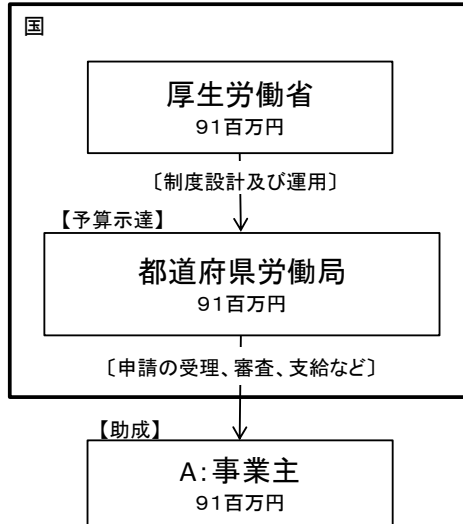 国
厚生労働省
91百万円
〔制度設計及び運用〕
【予算示達】
都道府県労働局
91百万円
〔申請の受理、審査、支給など〕
【助成】
A:事業主
91百万円